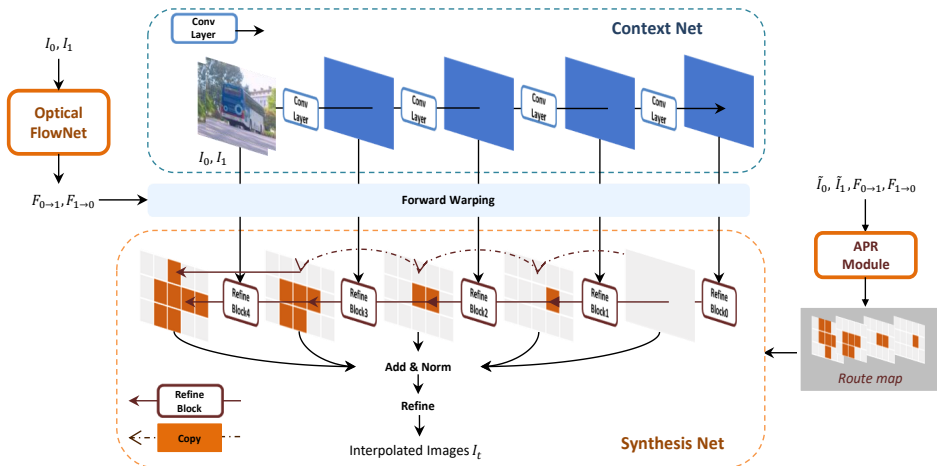 Conv
Layer
Context Net
I₀, I₁
Optical
FlowNet
Conv
Layer
Conv
Layer
Conv
Layer
Conv
Layer
I₀, I₁
F₀→₁, F₁→₀
Forward Warping
Ĩ₀, Ĩ₁, F₀→₁, F₁→₀
APR
Module
Refine
Block4
Refine
Block3
Refine
Block2
Refine
Block1
Refine
Block0
Route map
Add & Norm
Refine
Interpolated Images Iₜ
Refine
Block
Copy
Synthesis Net